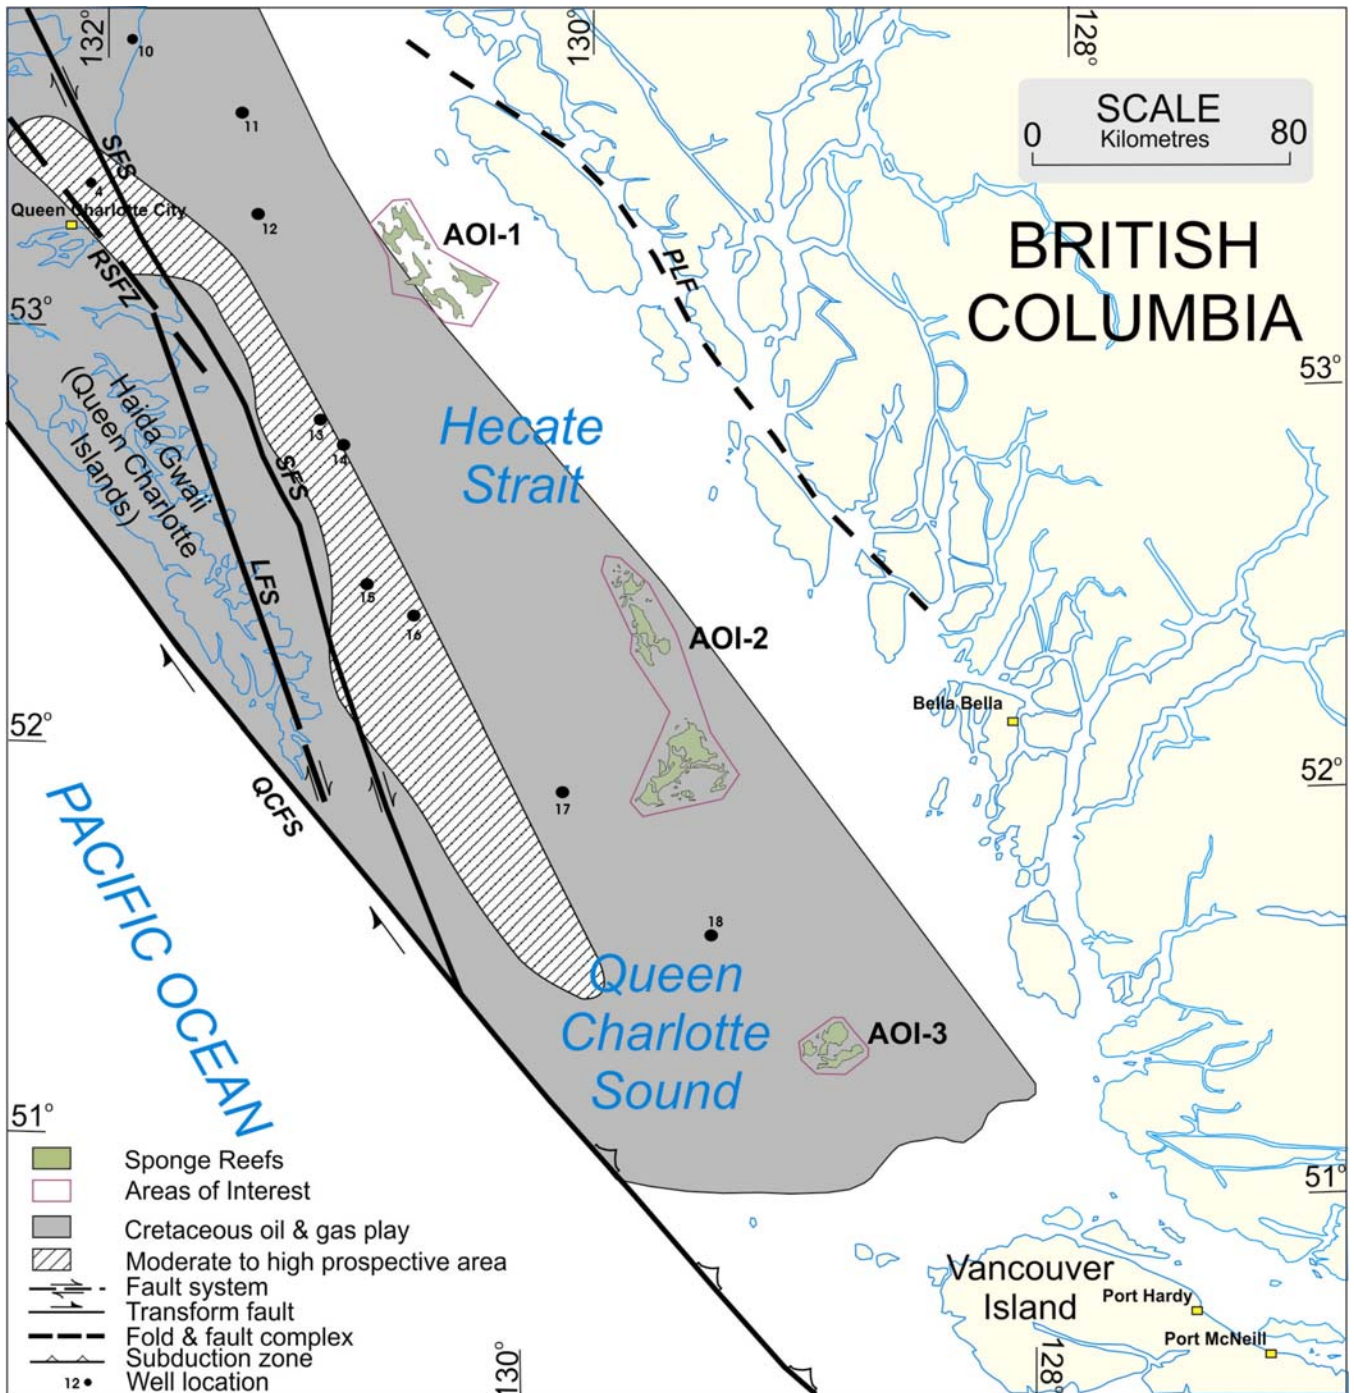 132°
130°
128°
10
11
SCALE
0 80
Kilometres
SFS
4
Queen Charlotte City
12
AOI-1
BRITISH
COLUMBIA
RSFZ
PLF
53°
53°
Haida Gwaii
(Queen Charlotte
Islands)
Hecate
Strait
13
14
SFS
LFS
15
16
AOI-2
Bella Bella
52°
52°
QCFS
17
PACIFIC OCEAN
18
Queen
Charlotte
Sound
AOI-3
51°
51°
Sponge Reefs
Areas of Interest
Cretaceous oil & gas play
Moderate to high prospective area
Fault system
Transform fault
Fold & fault complex
Subduction zone
12 Well location
Vancouver
Island
Port Hardy
Port McNeill
130°
128°